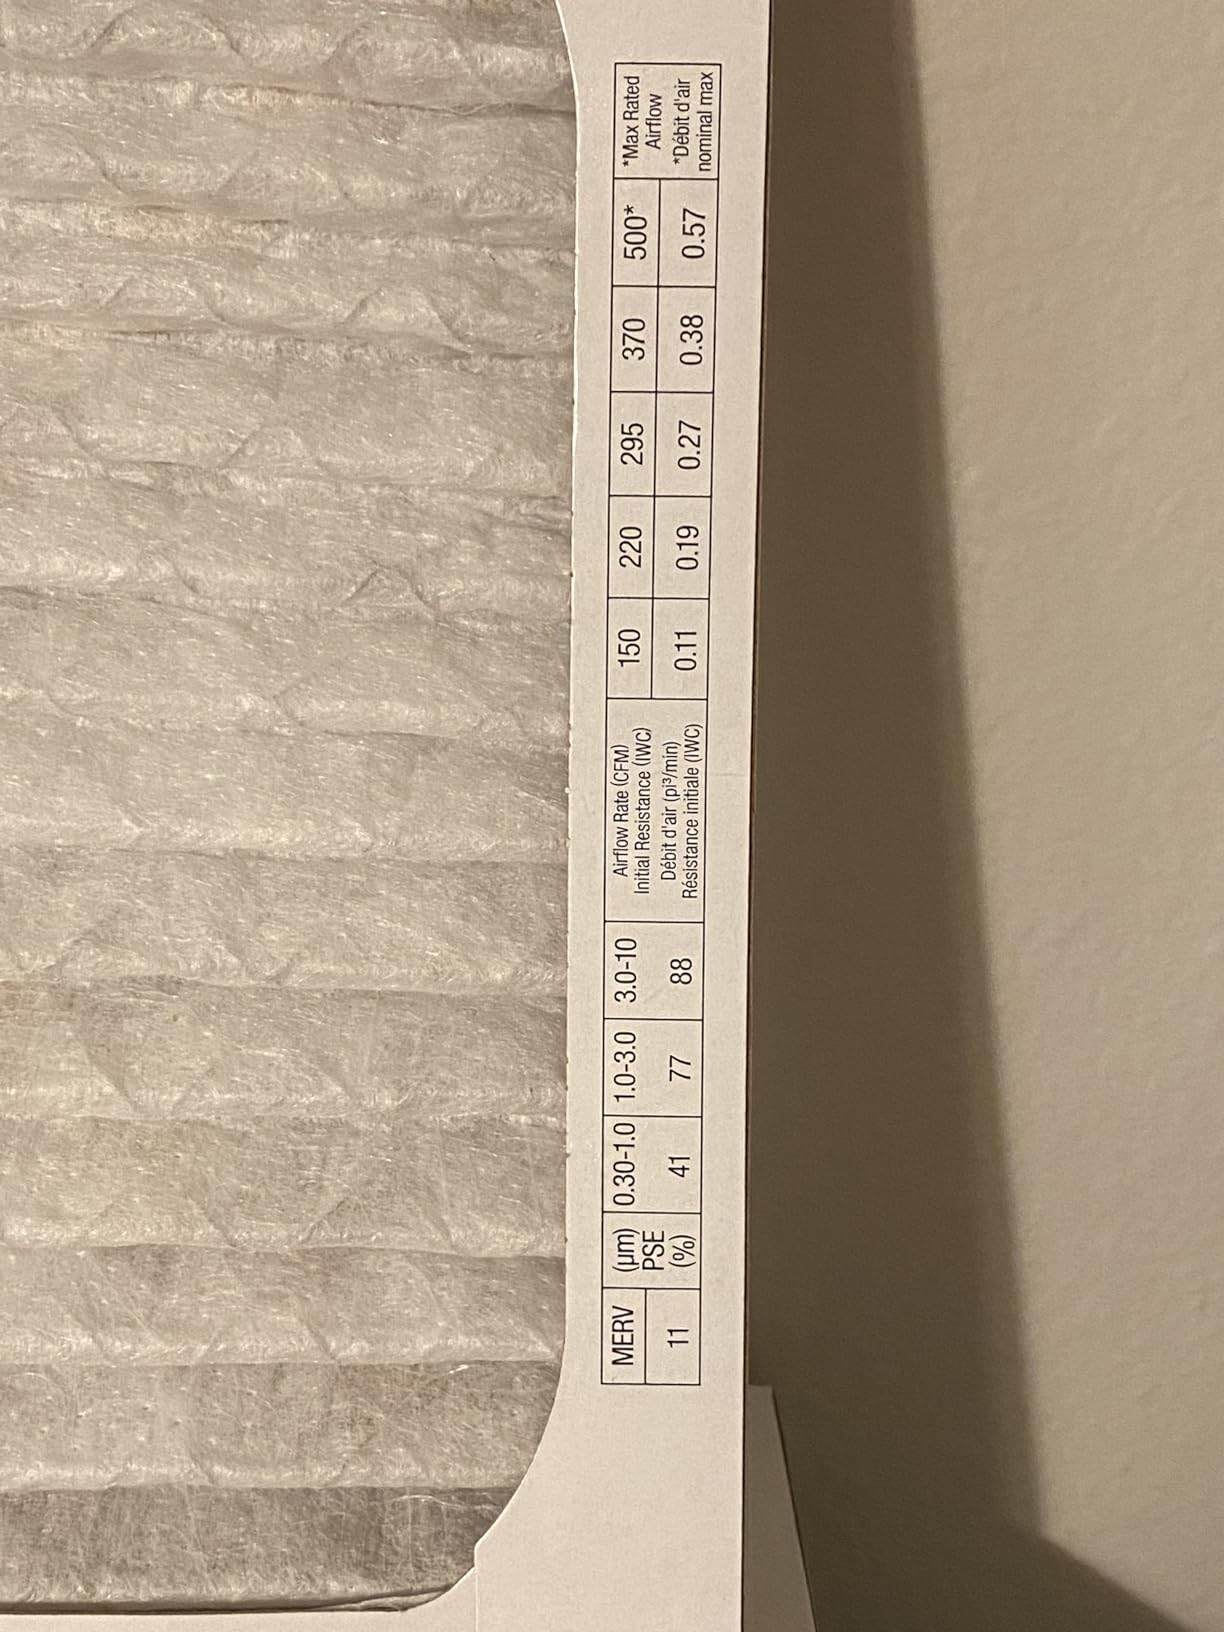 MERV (μm) 0.30-1.0 1.0-3.0 3.0-10
11 PSE (%) 41 77 88
Airflow Rate (CFM) 150 220 295 370 500*
Initial Resistance (IWC) 0.11 0.19 0.27 0.38 0.57
Débit d'air (pi³/min)
Résistance initiale (IWC)
*Max Rated
Airflow
*Débit d'air
nominal max